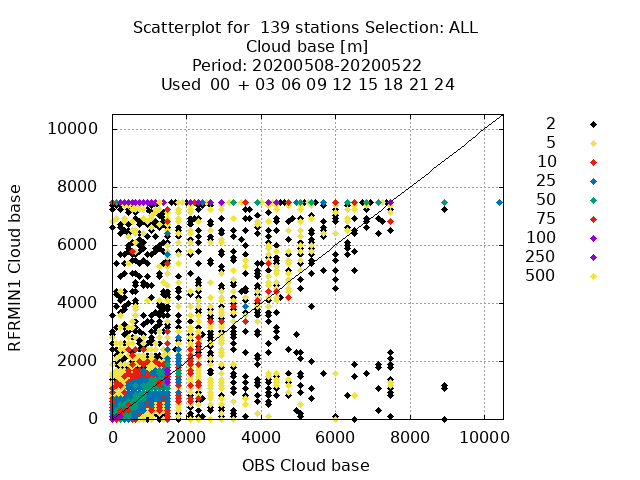 Scatterplot for  139 stations Selection: ALL
Cloud base [m]
Period: 20200508-20200522
Used  00  + 03 06 09 12 15 18 21 24
RFRMIN1 Cloud base
10000
8000
6000
4000
2000
0
0 2000 4000 6000 8000 10000
OBS Cloud base
2
5
10
25
50
75
100
250
500